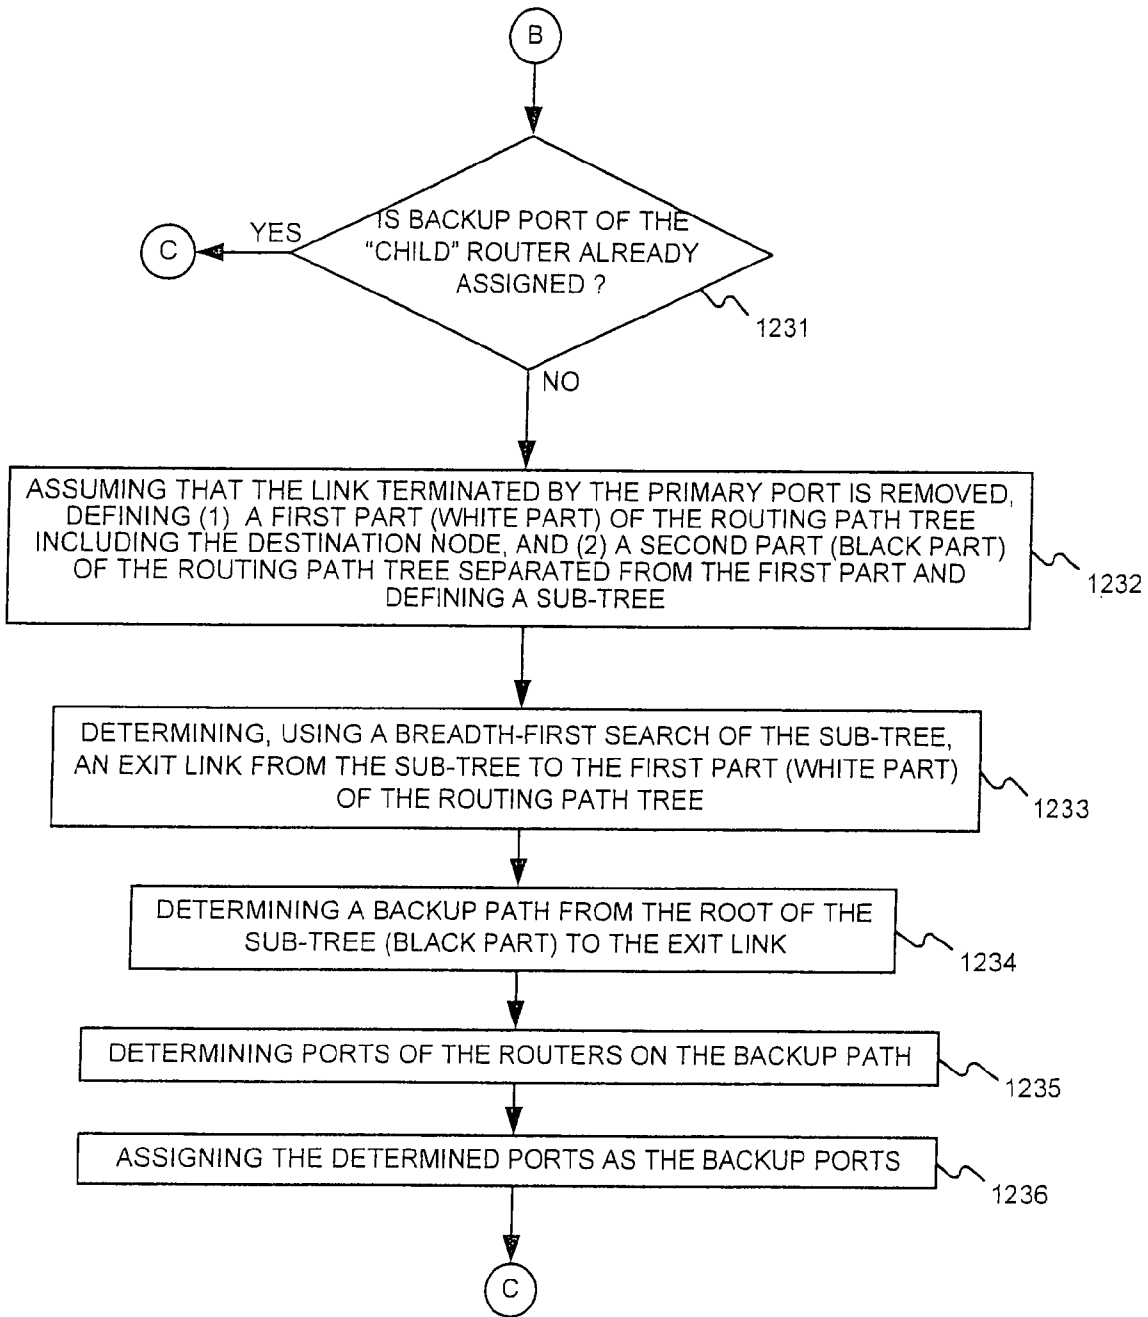 B
IS BACKUP PORT OF THE
"CHILD" ROUTER ALREADY
ASSIGNED ?
YES
C
1231
NO
ASSUMING THAT THE LINK TERMINATED BY THE PRIMARY PORT IS REMOVED,
DEFINING (1) A FIRST PART (WHITE PART) OF THE ROUTING PATH TREE
INCLUDING THE DESTINATION NODE, AND (2) A SECOND PART (BLACK PART)
OF THE ROUTING PATH TREE SEPARATED FROM THE FIRST PART AND
DEFINING A SUB-TREE
1232
DETERMINING, USING A BREADTH-FIRST SEARCH OF THE SUB-TREE,
AN EXIT LINK FROM THE SUB-TREE TO THE FIRST PART (WHITE PART)
OF THE ROUTING PATH TREE
1233
DETERMINING A BACKUP PATH FROM THE ROOT OF THE
SUB-TREE (BLACK PART) TO THE EXIT LINK
1234
DETERMINING PORTS OF THE ROUTERS ON THE BACKUP PATH
1235
ASSIGNING THE DETERMINED PORTS AS THE BACKUP PORTS
1236
C